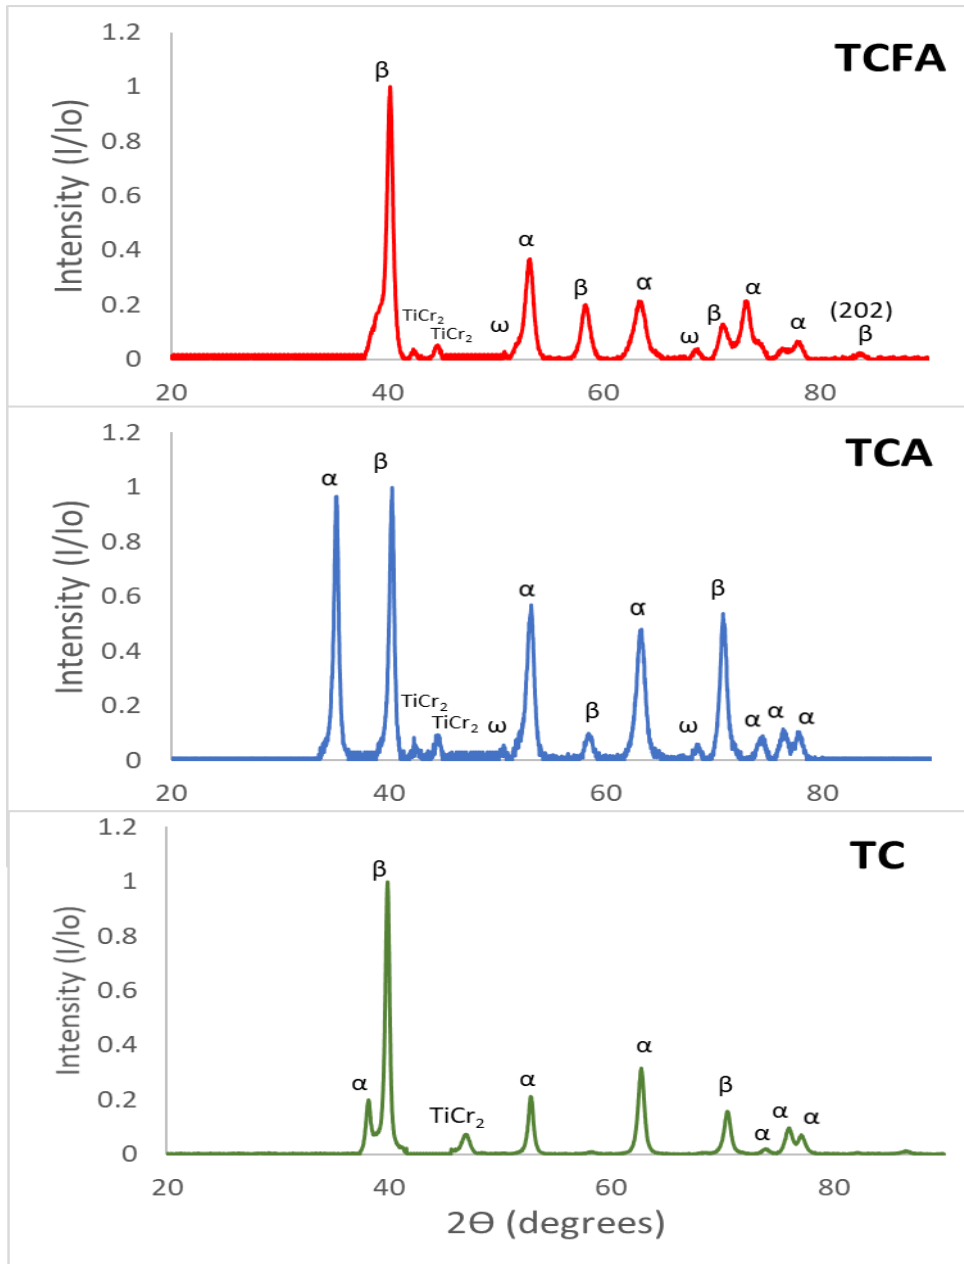 TCFA
Intensity (I/Io)
1.2
1
0.8
0.6
0.4
0.2
0
β
TiCr₂
TiCr₂
ω
α
β
α
ω
β
α
α
(202)
β
20 40 60 80
TCA
Intensity (I/Io)
1.2
1
0.8
0.6
0.4
0.2
0
α
β
TiCr₂
TiCr₂
ω
α
β
α
ω
β
α
α
α
20 40 60 80
TC
Intensity (I/Io)
1.2
1
0.8
0.6
0.4
0.2
0
α
β
TiCr₂
α
α
β
α
α
α
20 40 60 80
2Θ (degrees)